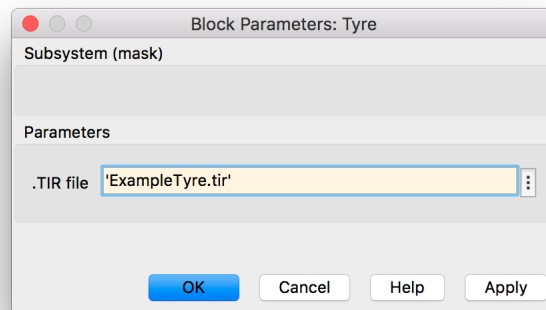 Block Parameters: Tyre
Subsystem (mask)
Parameters
.TIR file 'ExampleTyre.tir'
OK Cancel Help Apply